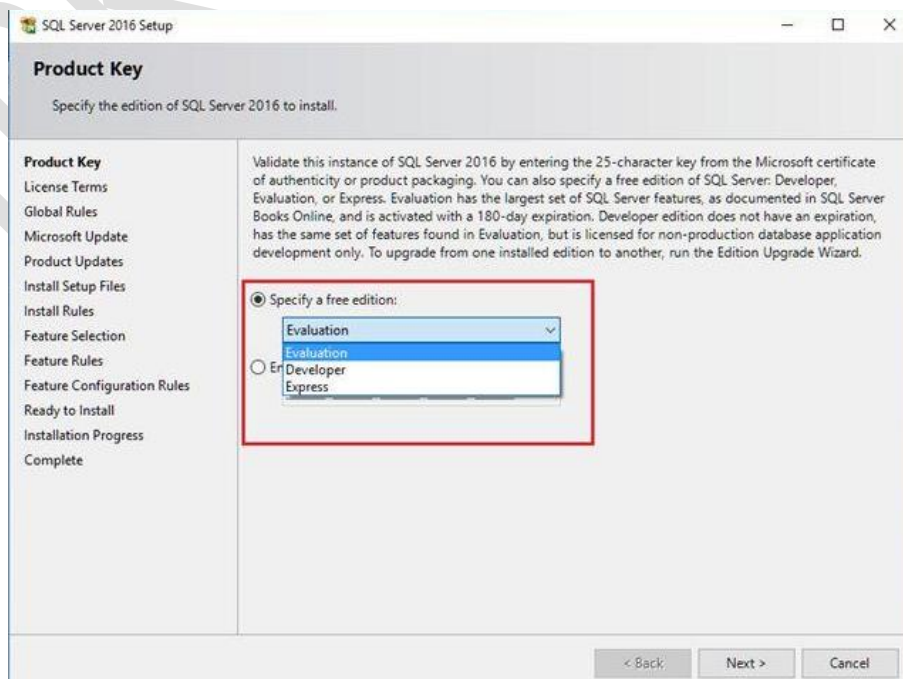 SQL Server 2016 Setup
Product Key
Specify the edition of SQL Server 2016 to install.
Product Key
License Terms
Global Rules
Microsoft Update
Product Updates
Install Setup Files
Install Rules
Feature Selection
Feature Rules
Feature Configuration Rules
Ready to Install
Installation Progress
Complete
Validate this instance of SQL Server 2016 by entering the 25-character key from the Microsoft certificate
of authenticity or product packaging. You can also specify a free edition of SQL Server: Developer,
Evaluation, or Express. Evaluation has the largest set of SQL Server features, as documented in SQL Server
Books Online, and is activated with a 180-day expiration. Developer edition does not have an expiration,
has the same set of features found in Evaluation, but is licensed for non-production database application
development only. To upgrade from one installed edition to another, run the Edition Upgrade Wizard.
Specify a free edition:
Evaluation
Evaluation
Developer
Express
< Back
Next >
Cancel